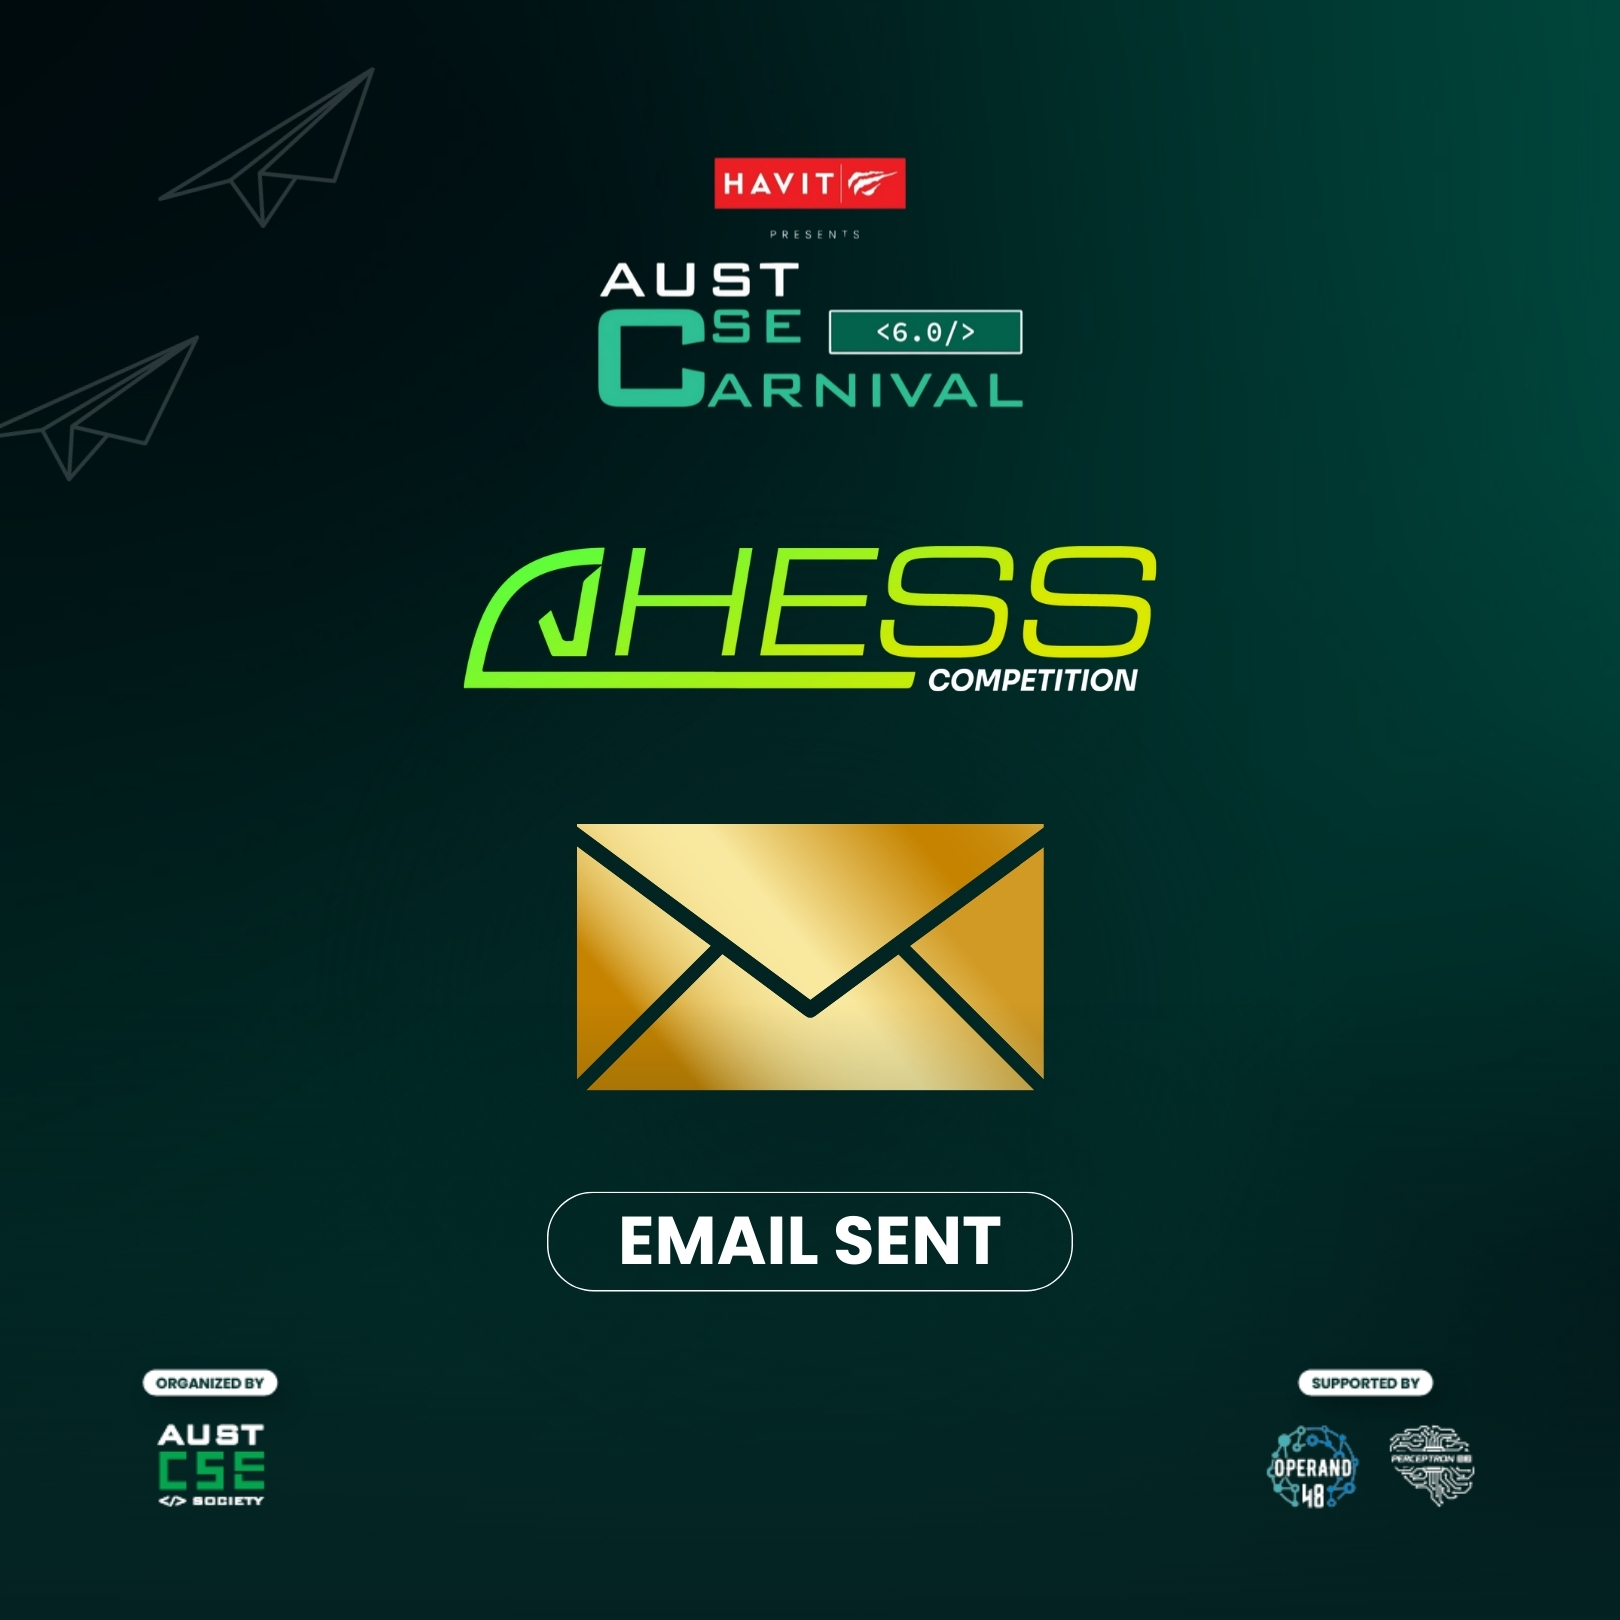 HAVIT
PRESENTS
AUST
CSE <6.0/>
CARNIVAL
CHESS
COMPETITION
EMAIL SENT
ORGANIZED BY
AUST
CSE
</> SOCIETY
SUPPORTED BY
OPERAND
48
PERCEPTRON